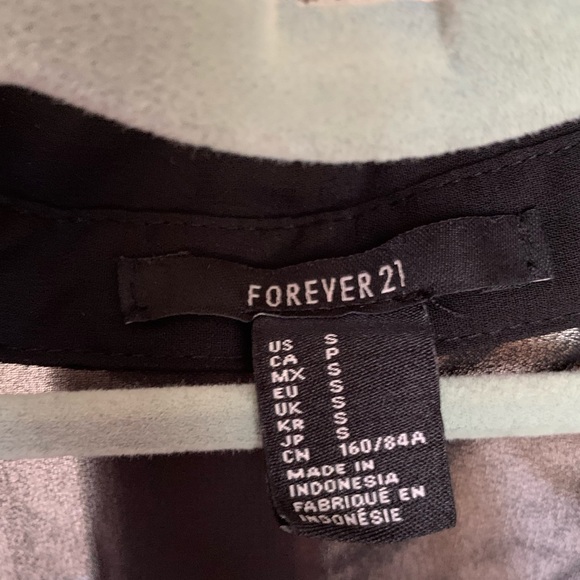 FOREVER 21
US S
CA P
MX S
EU S
UK S
KR S
JP S
CN 160/84A
MADE IN
INDONESIA
FABRIQUÉ EN
INDONÉSIE